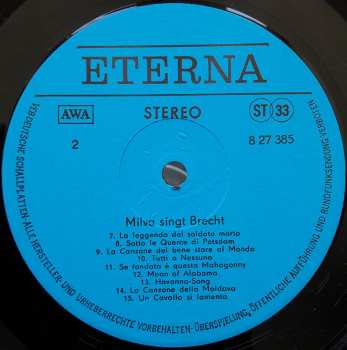 ETERNA
AWA
STEREO
ST 33
2
8 27 385
Milva singt Brecht
7. La leggenda del soldato morto
8. Sotto le Querce di Potsdam
9. La Canzone del bene stare al Mondo
10. Tutti o Nessuno
11. Se fondata è questa Mahagonny
12. Moon of Alabama
13. Havanna-Song
14. La Canzone della Moldava
15. Un Cavallo si lamenta
VEB DEUTSCHE SCHALLPLATTEN · ALLE HERSTELLER- UND URHEBERRECHTE VORBEHALTEN · ÜBERSPIELUNG, ÖFFENTLICHE AUFFÜHRUNG UND RUNDFUNKSENDUNG VERBOTEN